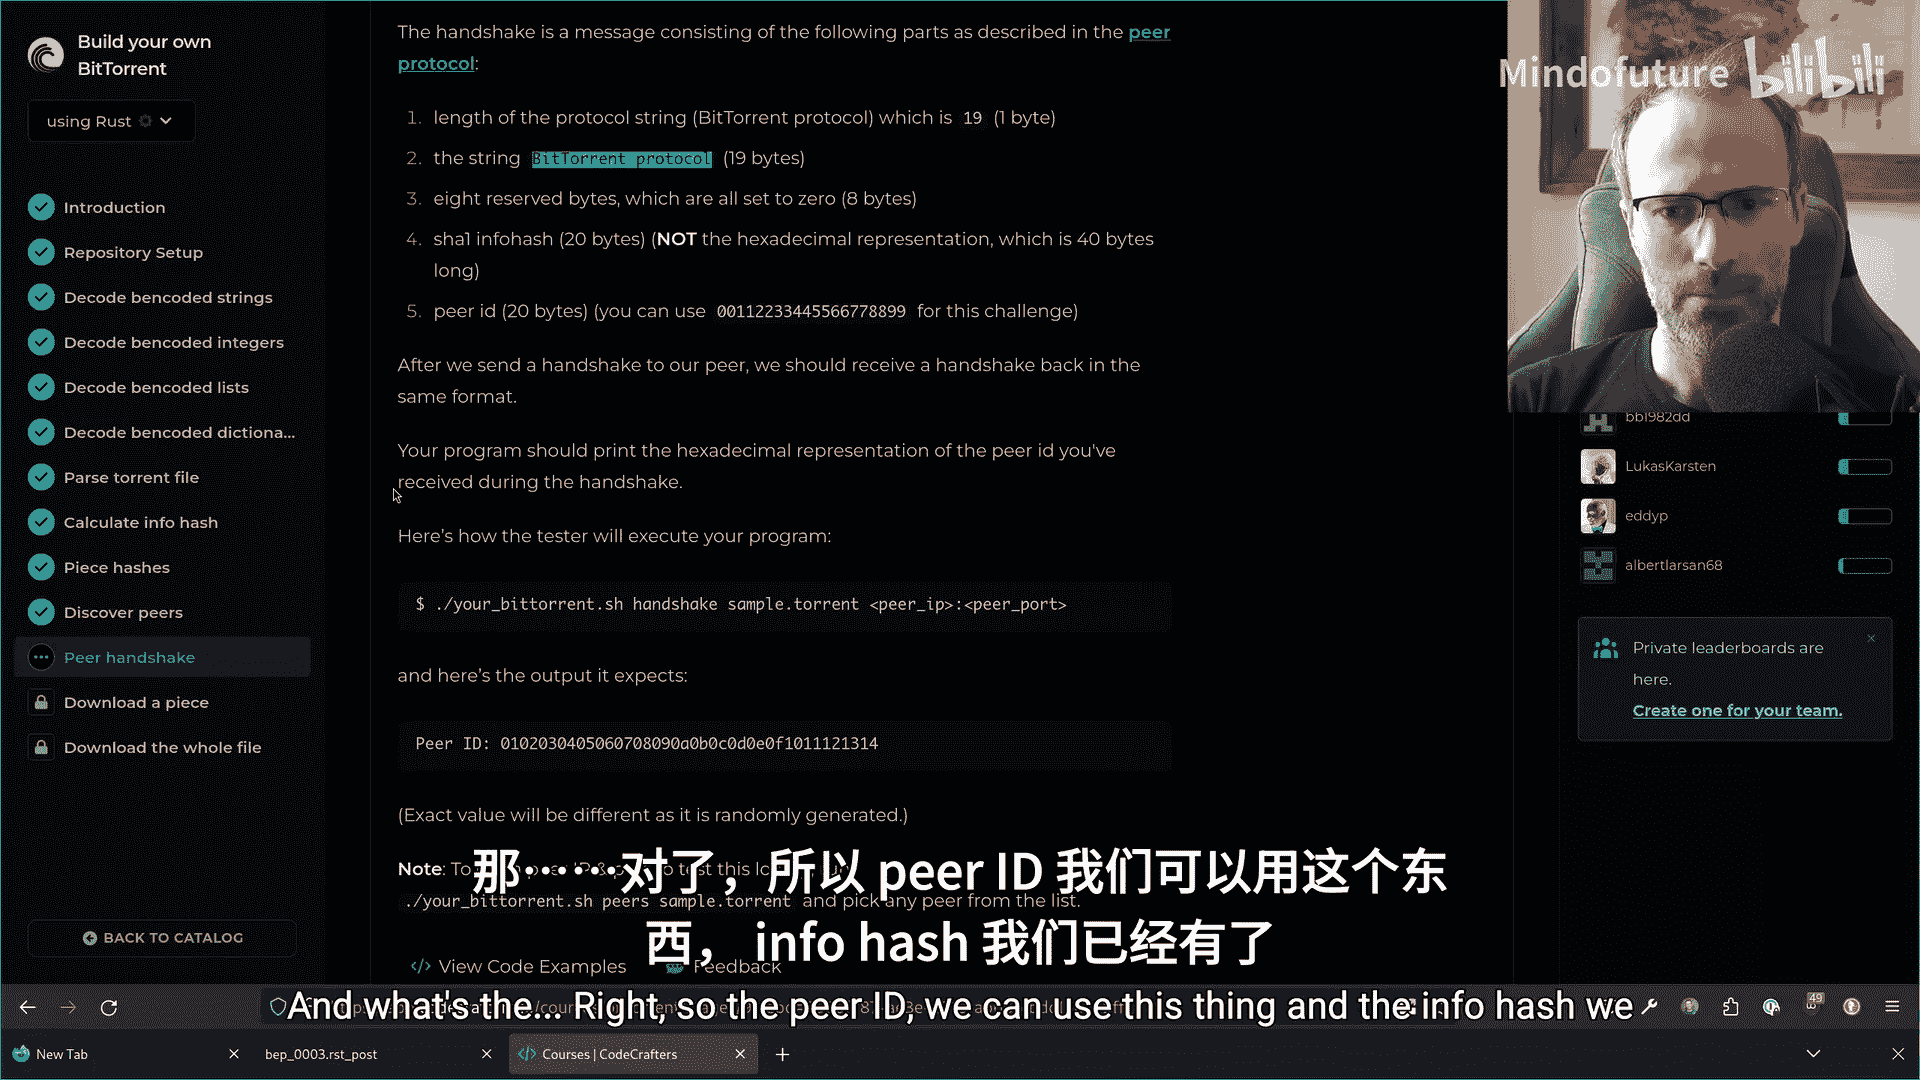 Build your own
BitTorrent
using Rust
Introduction
Repository Setup
Decode bencoded strings
Decode bencoded integers
Decode bencoded lists
Decode bencoded dictiona...
Parse torrent file
Calculate info hash
Piece hashes
Discover peers
Peer handshake
Download a piece
Download the whole file
BACK TO CATALOG
The handshake is a message consisting of the following parts as described in the peer
protocol:
1. length of the protocol string (BitTorrent protocol) which is 19 (1 byte)
2. the string BitTorrent protocol (19 bytes)
3. eight reserved bytes, which are all set to zero (8 bytes)
4. sha1 infohash (20 bytes) (NOT the hexadecimal representation, which is 40 bytes
long)
5. peer id (20 bytes) (you can use 00112233445566778899 for this challenge)
After we send a handshake to our peer, we should receive a handshake back in the
same format.
Your program should print the hexadecimal representation of the peer id you've
received during the handshake.
Here's how the tester will execute your program:
$ ./your_bittorrent.sh handshake sample.torrent <peer_ip>:<peer_port>
and here's the output it expects:
Peer ID: 0102030405060708090a0b0c0d0e0f1011121314
(Exact value will be different as it is randomly generated.)
Note: To
./your_bittorrent.sh peers sample.torrent and pick any peer from the list.
</> View Code Examples
Feedback
Mindofuture bilibili
bb1982dd
LukasKarsten
eddyp
albertlarsan68
Private leaderboards are
here.
Create one for your team.
那······对了，所以 peer ID 我们可以用这个东
西， info hash 我们已经有了
And what's the... Right, so the peer ID, we can use this thing and the info hash we
49
New Tab
bep_0003.rst_post
Courses | CodeCrafters